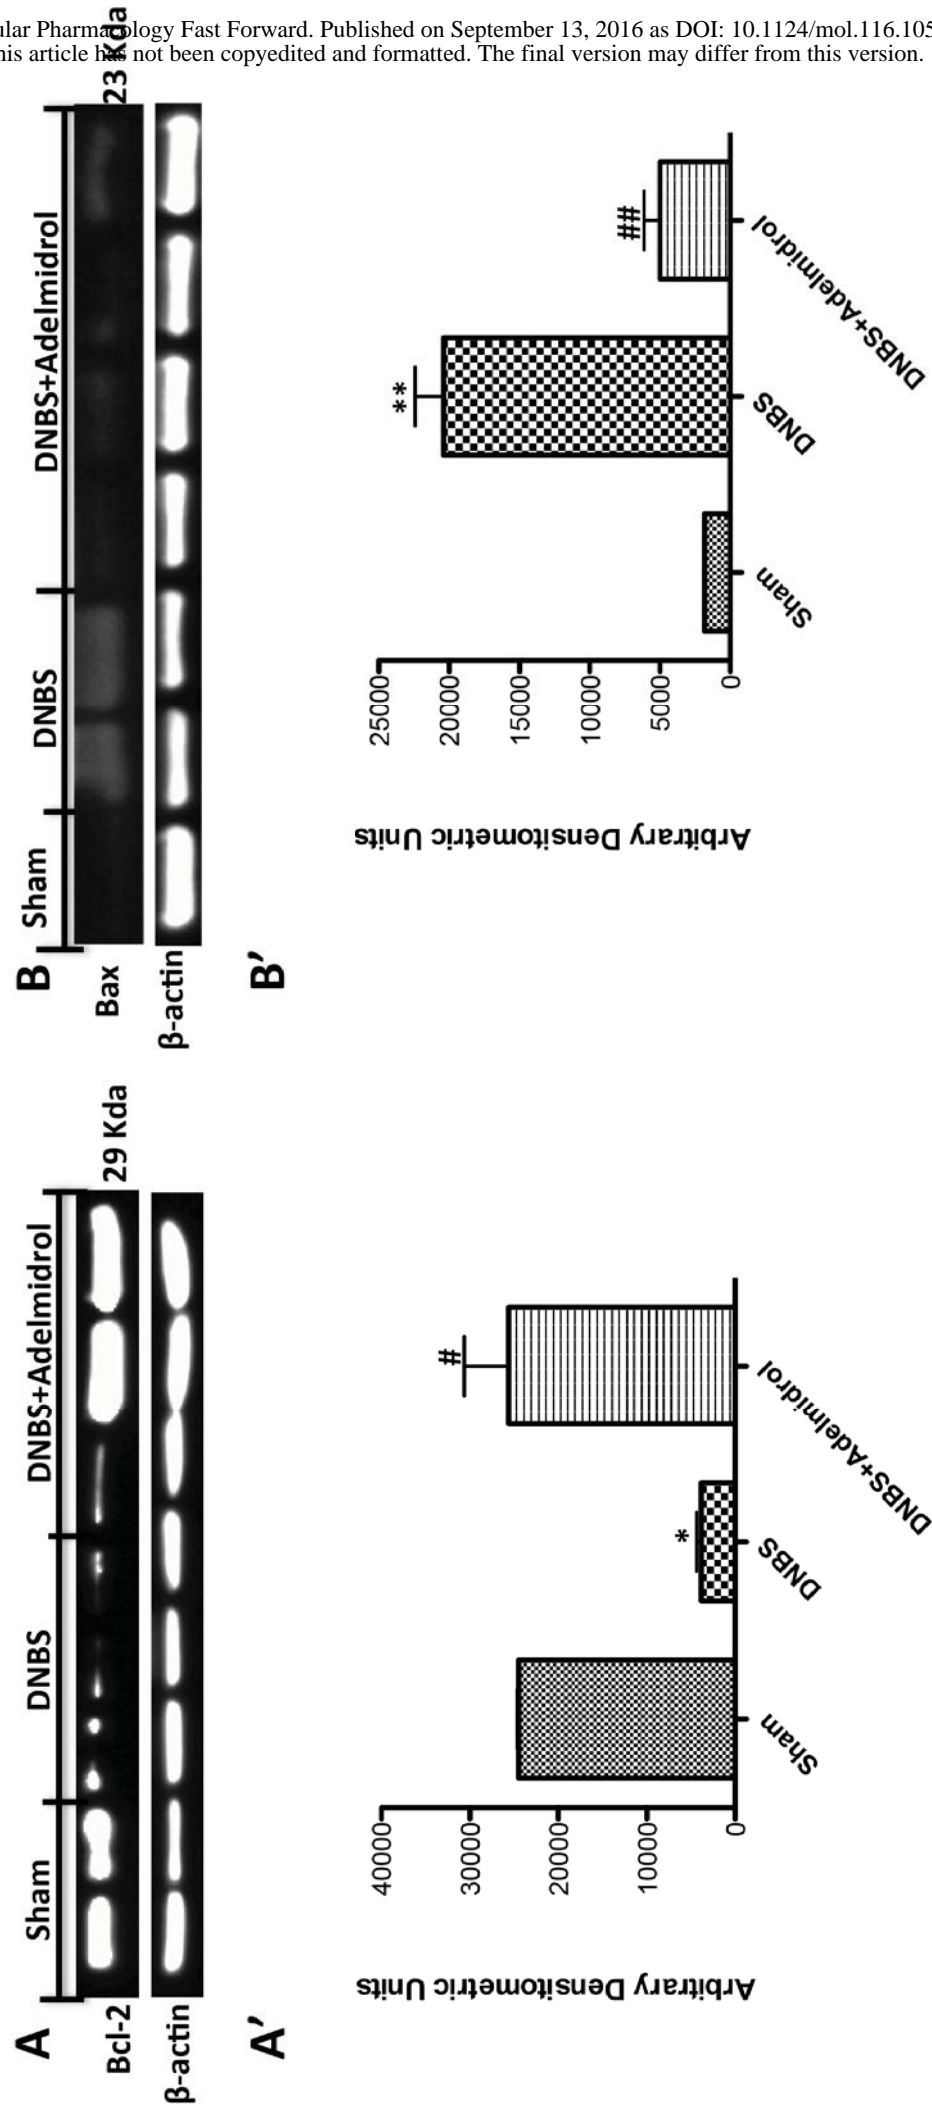 ular Pharmacology Fast Forward. Published on September 13, 2016 as DOI: 10.1124/mol.116.105
his article has not been copyedited and formatted. The final version may differ from this version.
A
Sham DNBS DNBS+Adelmidrol
Bcl-2 29 Kda
β-actin
A'
Arbitrary Densitometric Units
40000
30000
20000
10000
0
*
#
Sham DNBS DNBS+Adelmidrol
B
Sham DNBS DNBS+Adelmidrol
Bax 23 Kda
β-actin
B'
Arbitrary Densitometric Units
25000
20000
15000
10000
5000
0
**
##
Sham DNBS DNBS+Adelmidrol